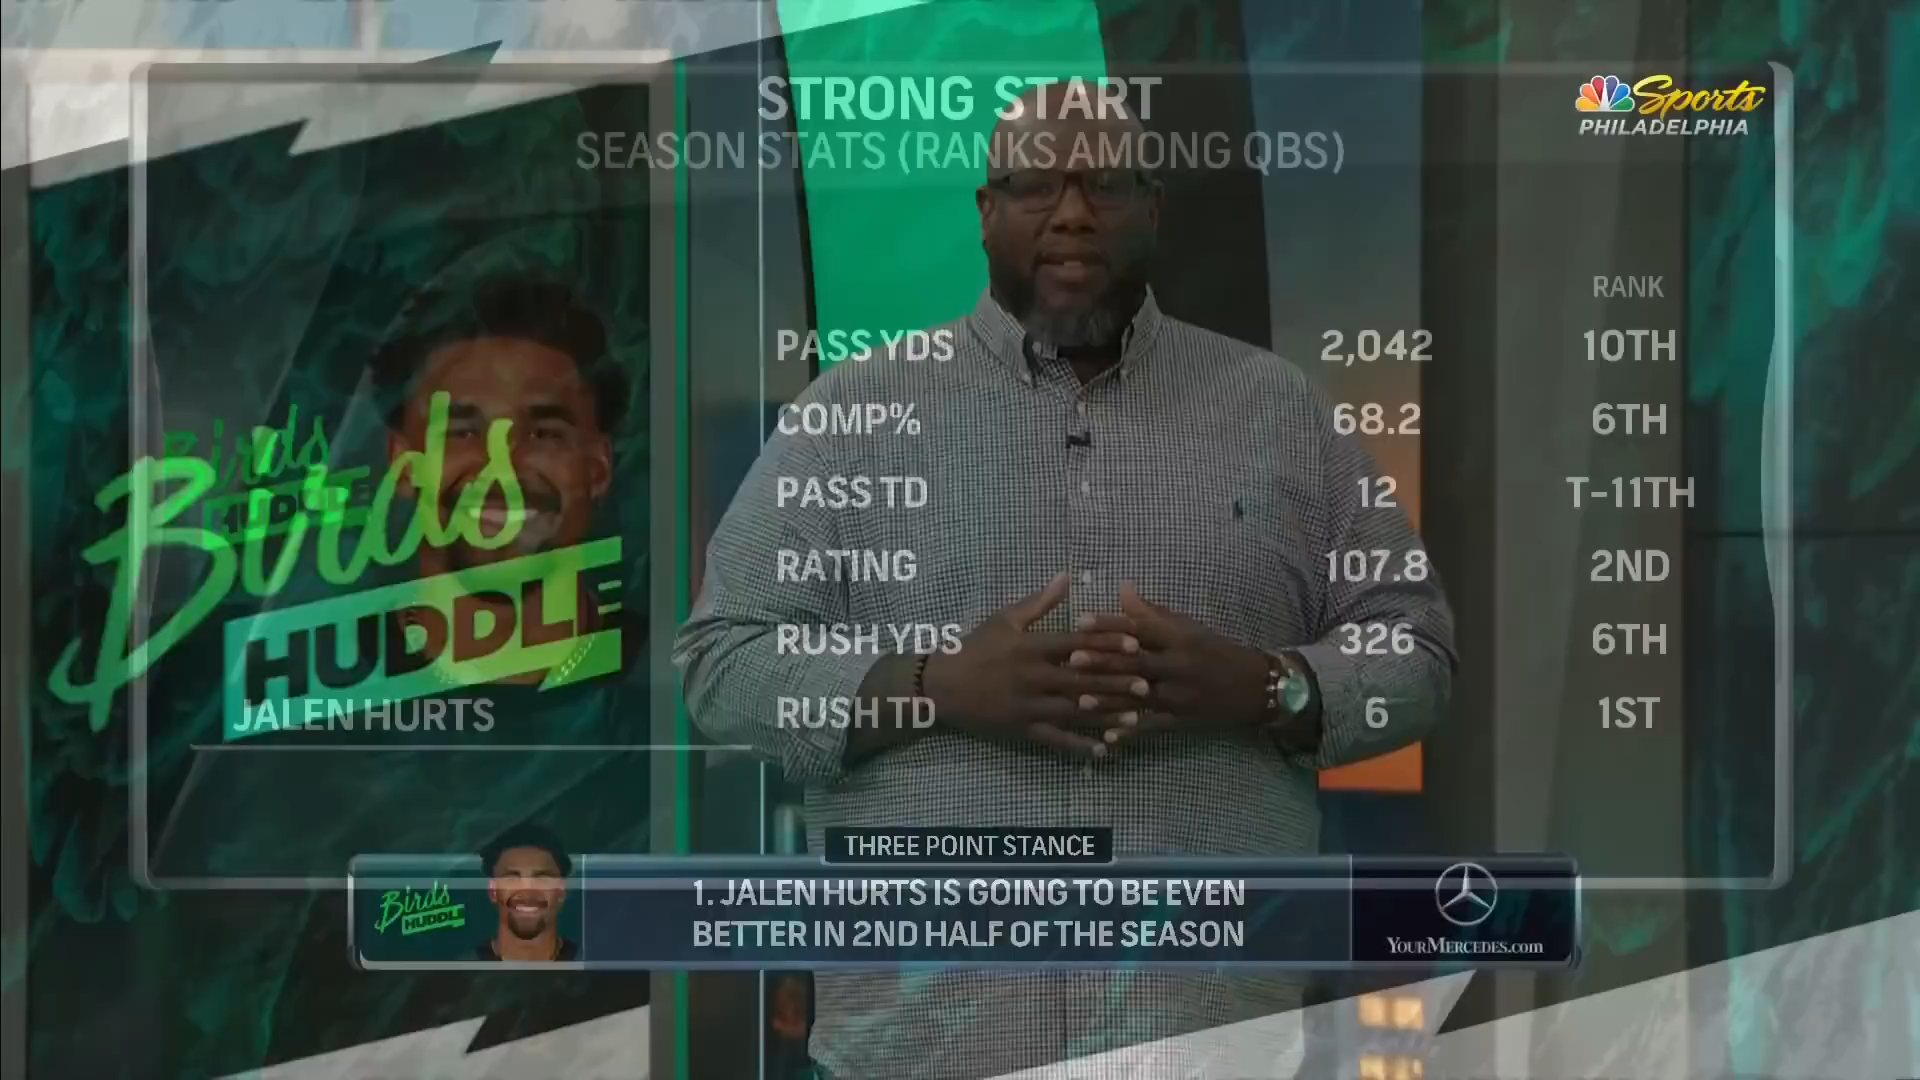 STRONG START
SEASON STATS (RANKS AMONG QBS)
Sports
PHILADELPHIA
RANK
PASS YDS 2,042 10TH
COMP% 68.2 6TH
PASS TD 12 T-11TH
RATING 107.8 2ND
RUSH YDS 326 6TH
RUSH TD 6 1ST
Birds
HUDDLE
Birds
HUDDLE
JALEN HURTS
THREE POINT STANCE
Birds
HUDDLE
1. JALEN HURTS IS GOING TO BE EVEN
BETTER IN 2ND HALF OF THE SEASON
YOURMERCEDES.com